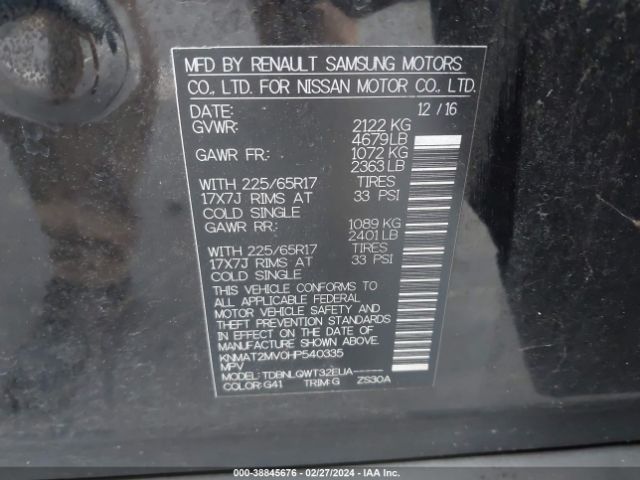 MFD BY RENAULT SAMSUNG MOTORS
CO., LTD. FOR NISSAN MOTOR CO., LTD.
DATE: 12 / 16
GVWR: 2122 KG
4679 LB
GAWR FR: 1072 KG
2363 LB
WITH 225/65R17 TIRES
17X7J RIMS AT 33 PSI
COLD SINGLE
GAWR RR: 1089 KG
2401 LB
WITH 225/65R17 TIRES
17X7J RIMS AT 33 PSI
COLD SINGLE
THIS VEHICLE CONFORMS TO
ALL APPLICABLE FEDERAL
MOTOR VEHICLE SAFETY AND
THEFT PREVENTION STANDARDS
IN EFFECT ON THE DATE OF
MANUFACTURE SHOWN ABOVE.
KNMAT2MV0HP540335
MPV
MODEL: TDBNLQWT32EUA-----
COLOR: G41 TRIM: G ZS30A
000-38845676 - 02/27/2024 - IAA Inc.